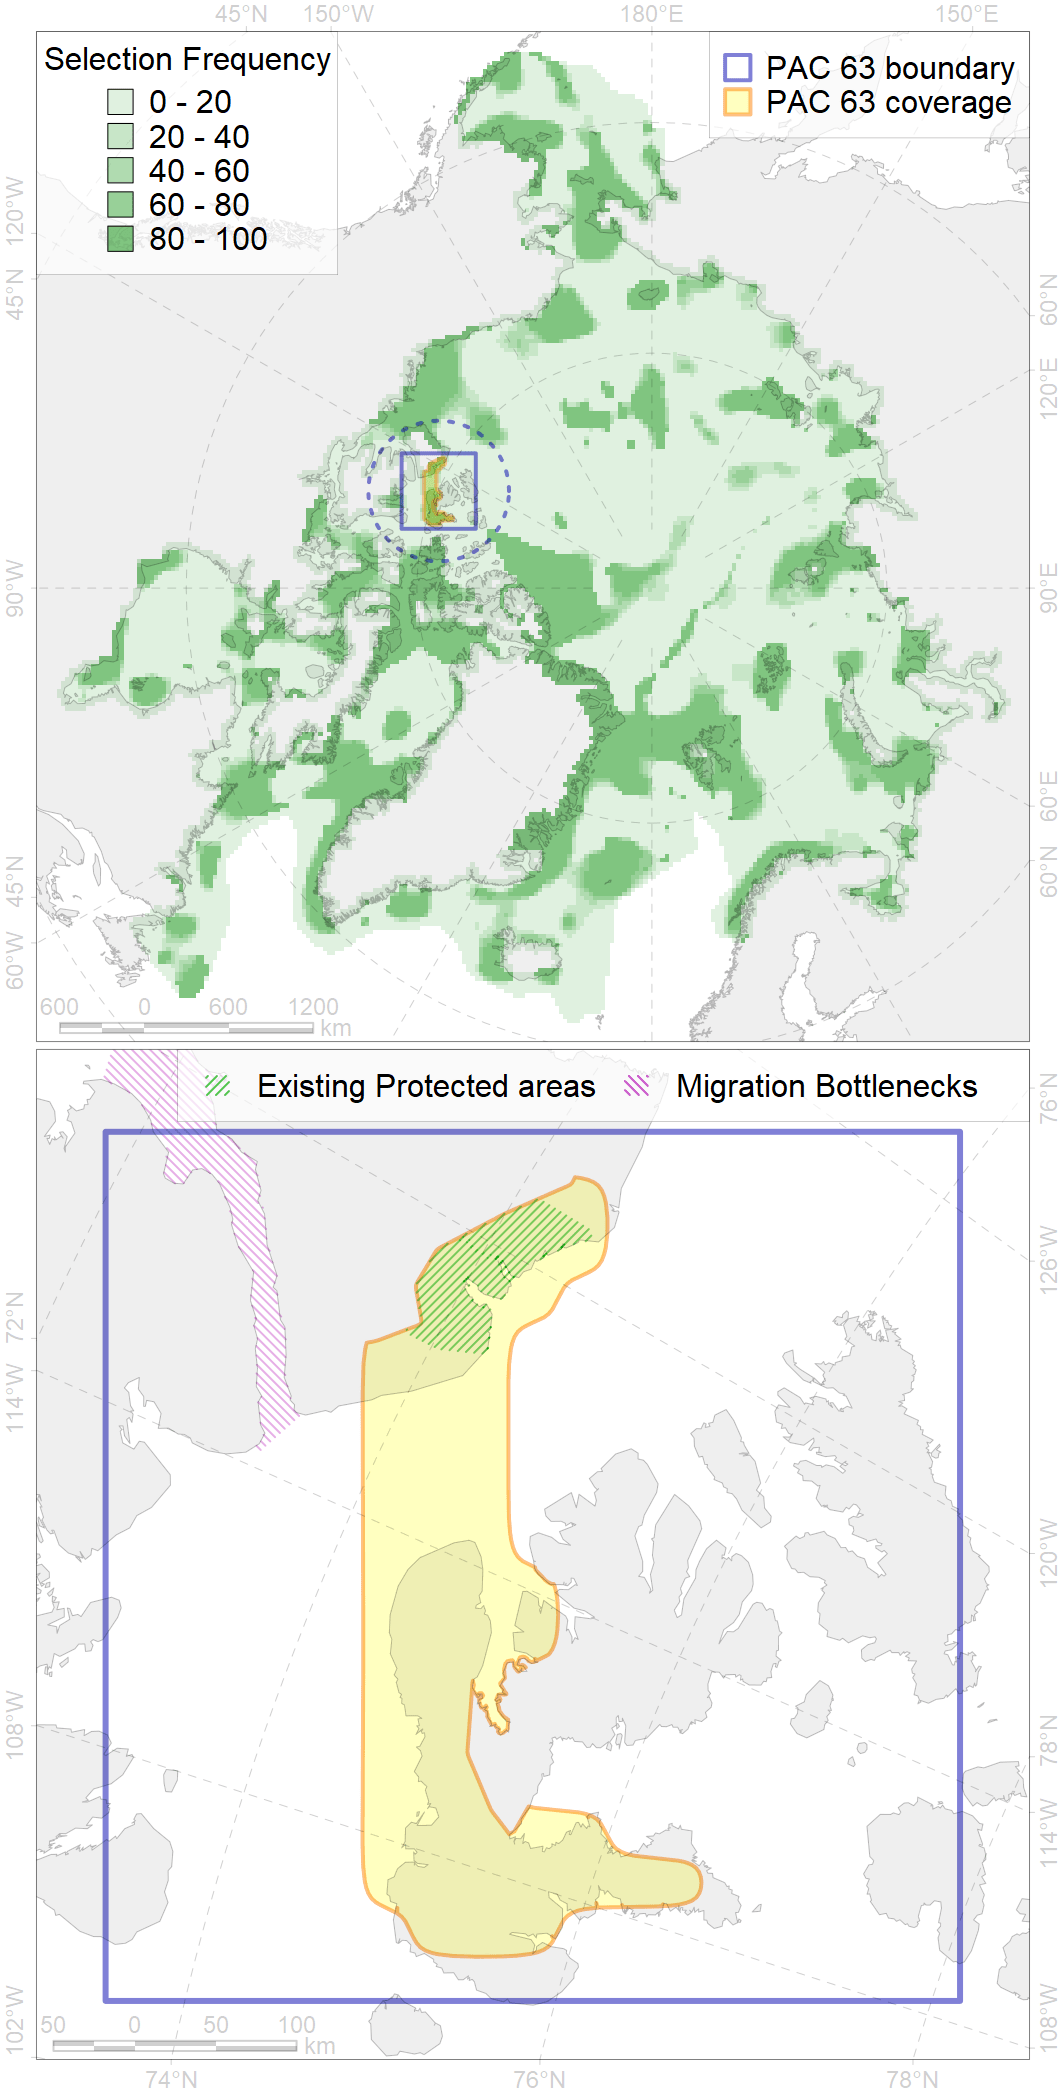 45°N 150°W 180°E 150°E
Selection Frequency
0 - 20
20 - 40
40 - 60
60 - 80
80 - 100
PAC 63 boundary
PAC 63 coverage
120°W
45°N
90°W
45°N
60°W
60°N
120°E
90°E
60°E
60°N
600 0 600 1200 km
Existing Protected areas Migration Bottlenecks
72°N
114°W
108°W
102°W
76°N
126°W
120°W
78°N
114°W
108°W
50 0 50 100 km
74°N 76°N 78°N